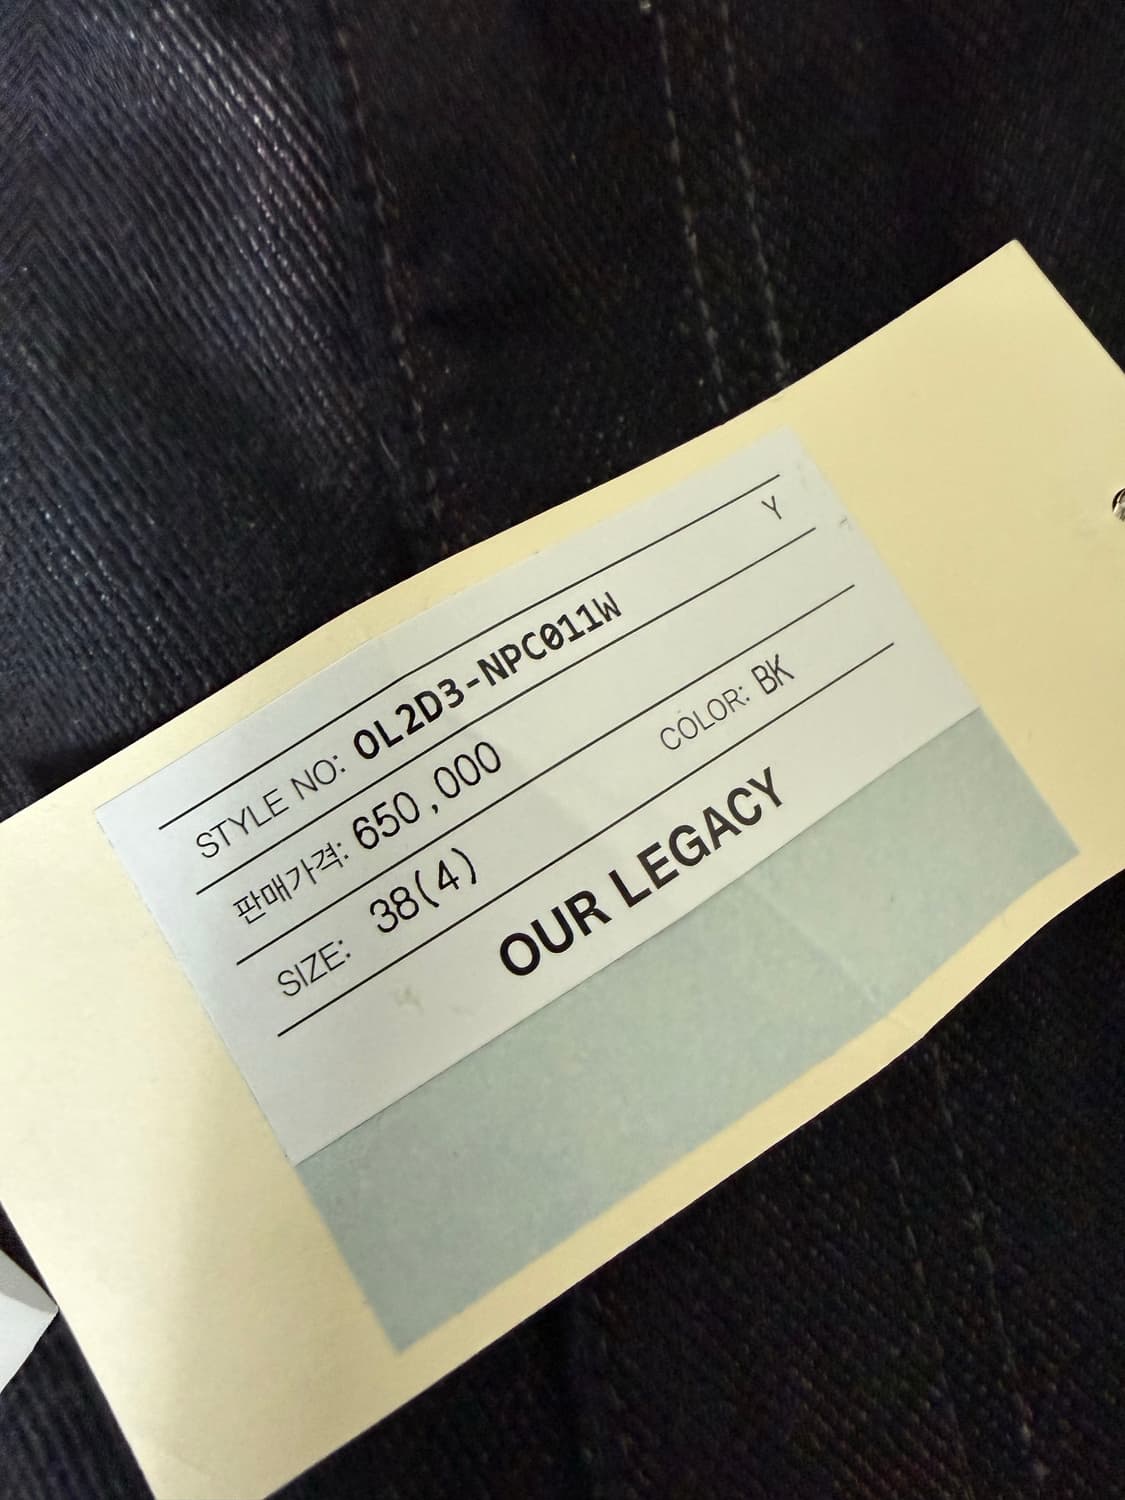 Y
STYLE NO: OL2D3-NPC011W
판매가격: 650,000
SIZE: 38(4) COLOR: BK
OUR LEGACY